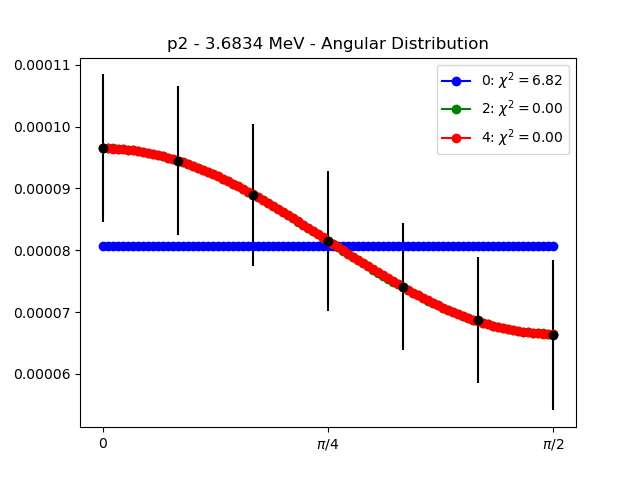 p2 - 3.6834 MeV - Angular Distribution
0.00011
0.00010
0.00009
0.00008
0.00007
0.00006
0: χ² = 6.82
2: χ² = 0.00
4: χ² = 0.00
0
π/4
π/2